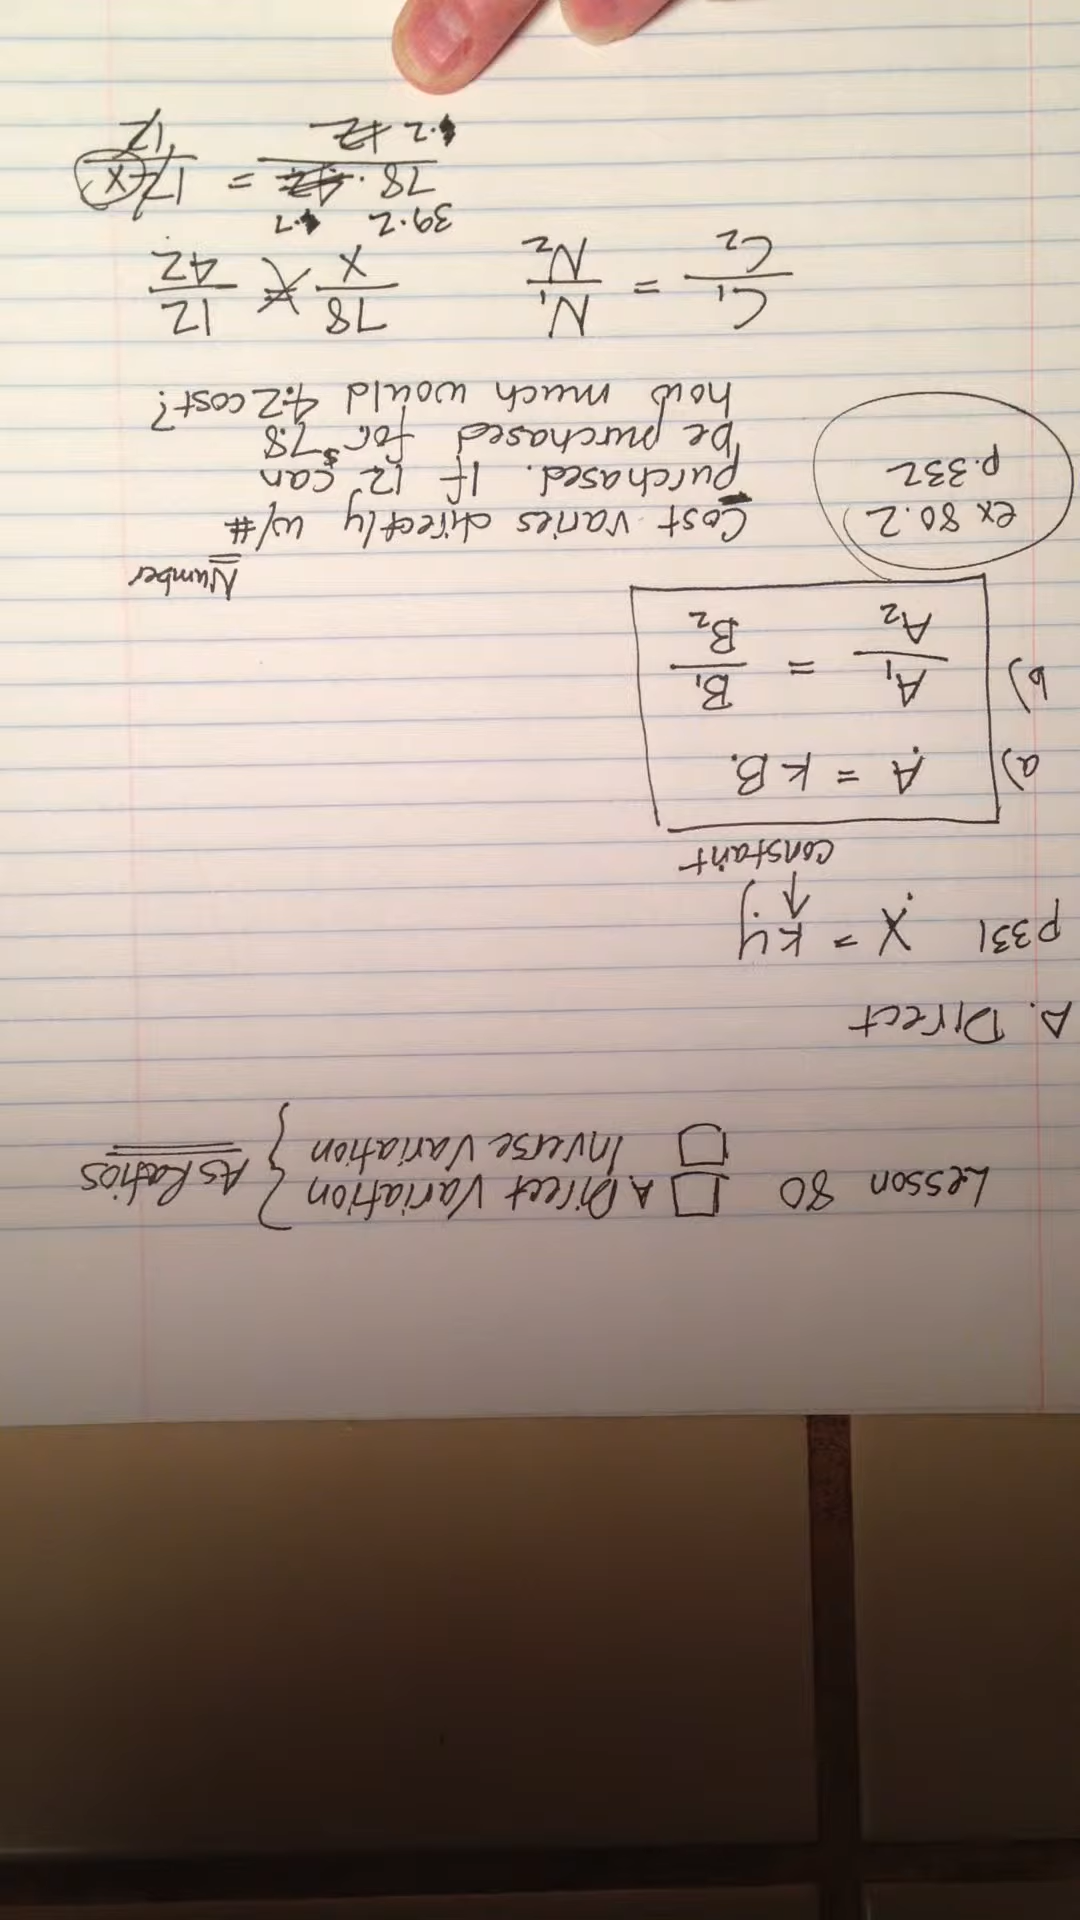 Lesson 80 □ A Direct Variation } As Ratios
□ Inverse Variation
A. Direct
p331 X = ky
↑
constant
a) A = kB
b) A₁/A₂ = B₁/B₂
Number
ex 80.2 p.332
Cost varies directly w/#
purchased. If 12 can
be purchased for $78
how much would 42 cost?
C₁/C₂ = N₁/N₂ 78/x = 12/42
39·2
78 · 42 / 12 = 12x / 12
·2